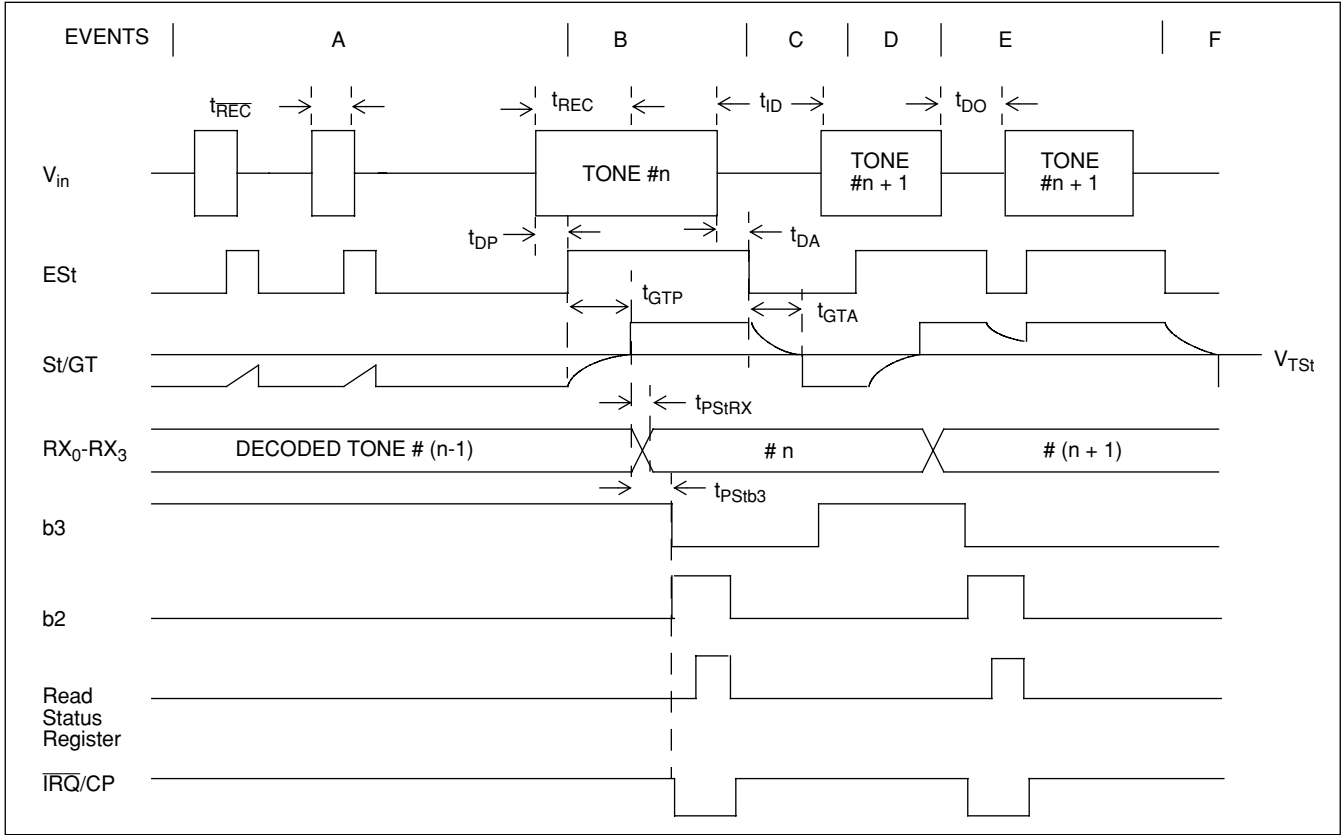 EVENTS A B C D E F
tREC tREC tID tDO
Vin TONE #n TONE #n + 1 TONE #n + 1
tDP tDA
ESt
tGTP tGTA
St/GT VTSt
tPStRX
RX0-RX3 DECODED TONE # (n-1) # n # (n + 1)
tPStb3
b3
b2
Read
Status
Register
IRQ/CP